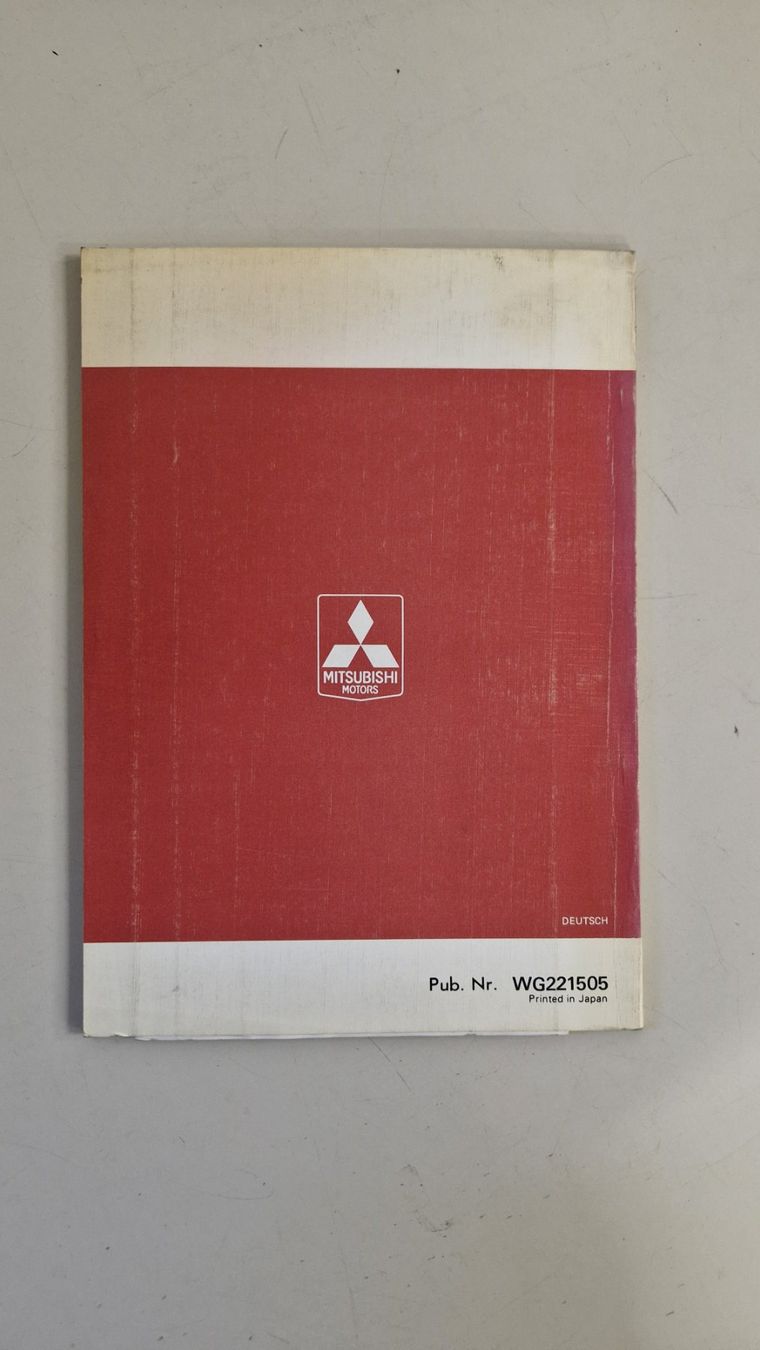 MITSUBISHI
MOTORS
DEUTSCH
Pub. Nr. WG221505
Printed in Japan